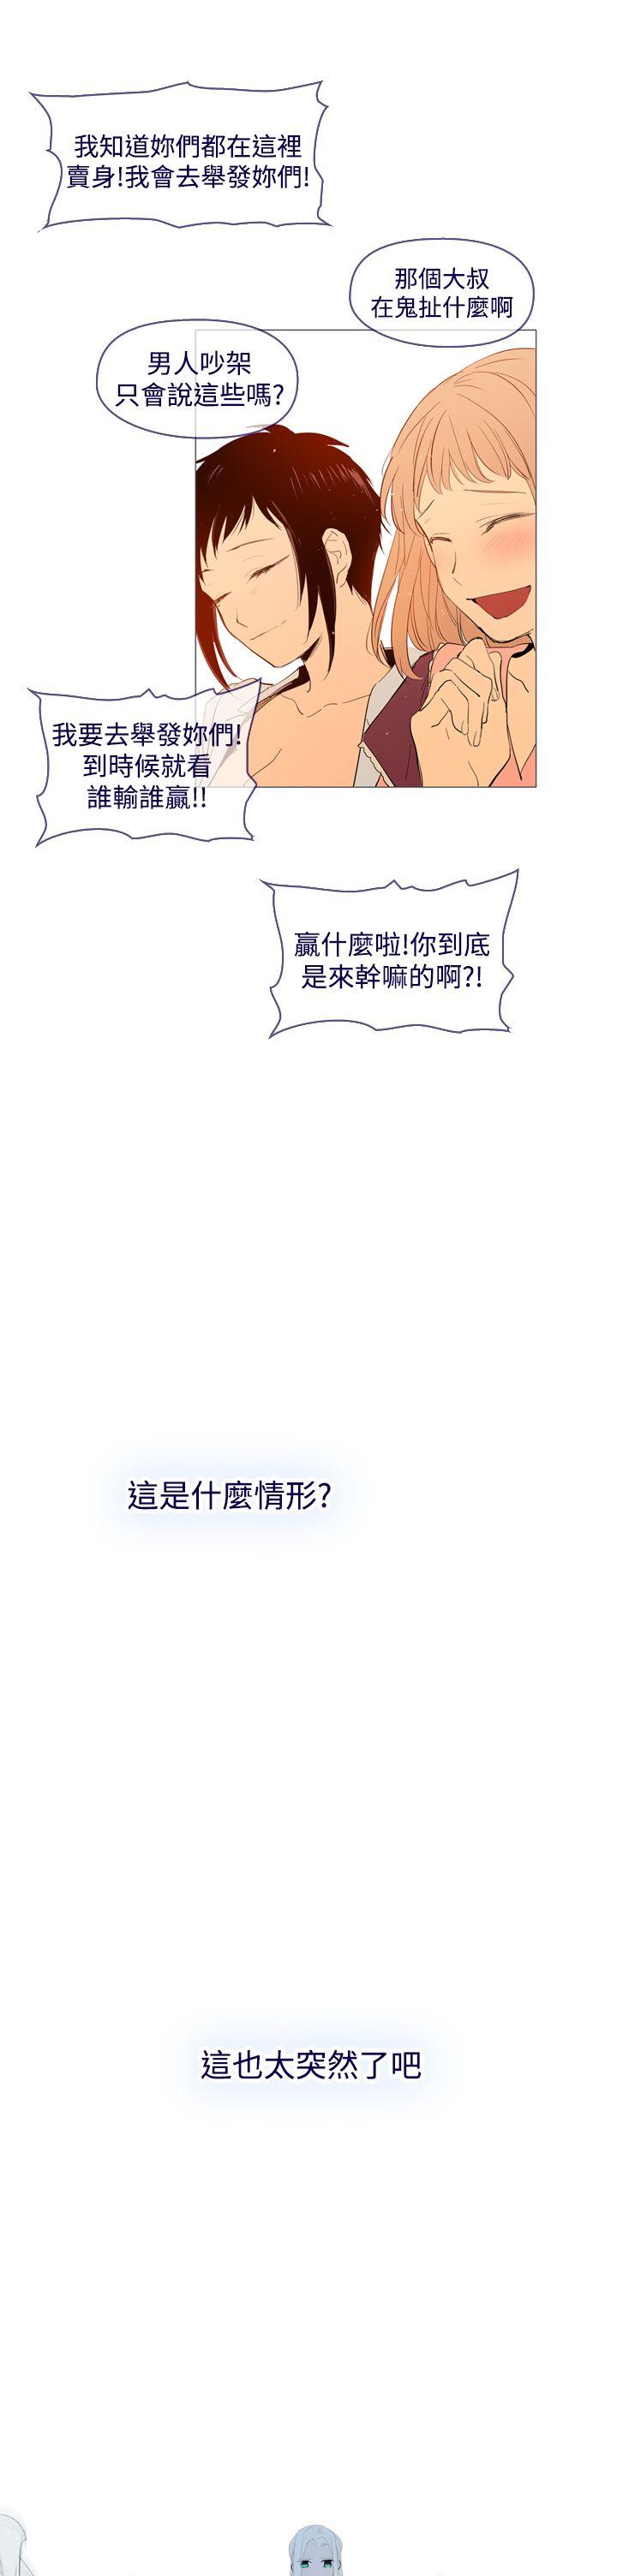 我知道妳們都在這裡
賣身!我會去舉發妳們!
那個大叔
在鬼扯什麼啊
男人吵架
只會說這些嗎?
我要去舉發妳們!
到時候就看
誰輸誰贏!!
贏什麼啦!你到底
是來幹嘛的啊?!
這是什麼情形?
這也太突然了吧